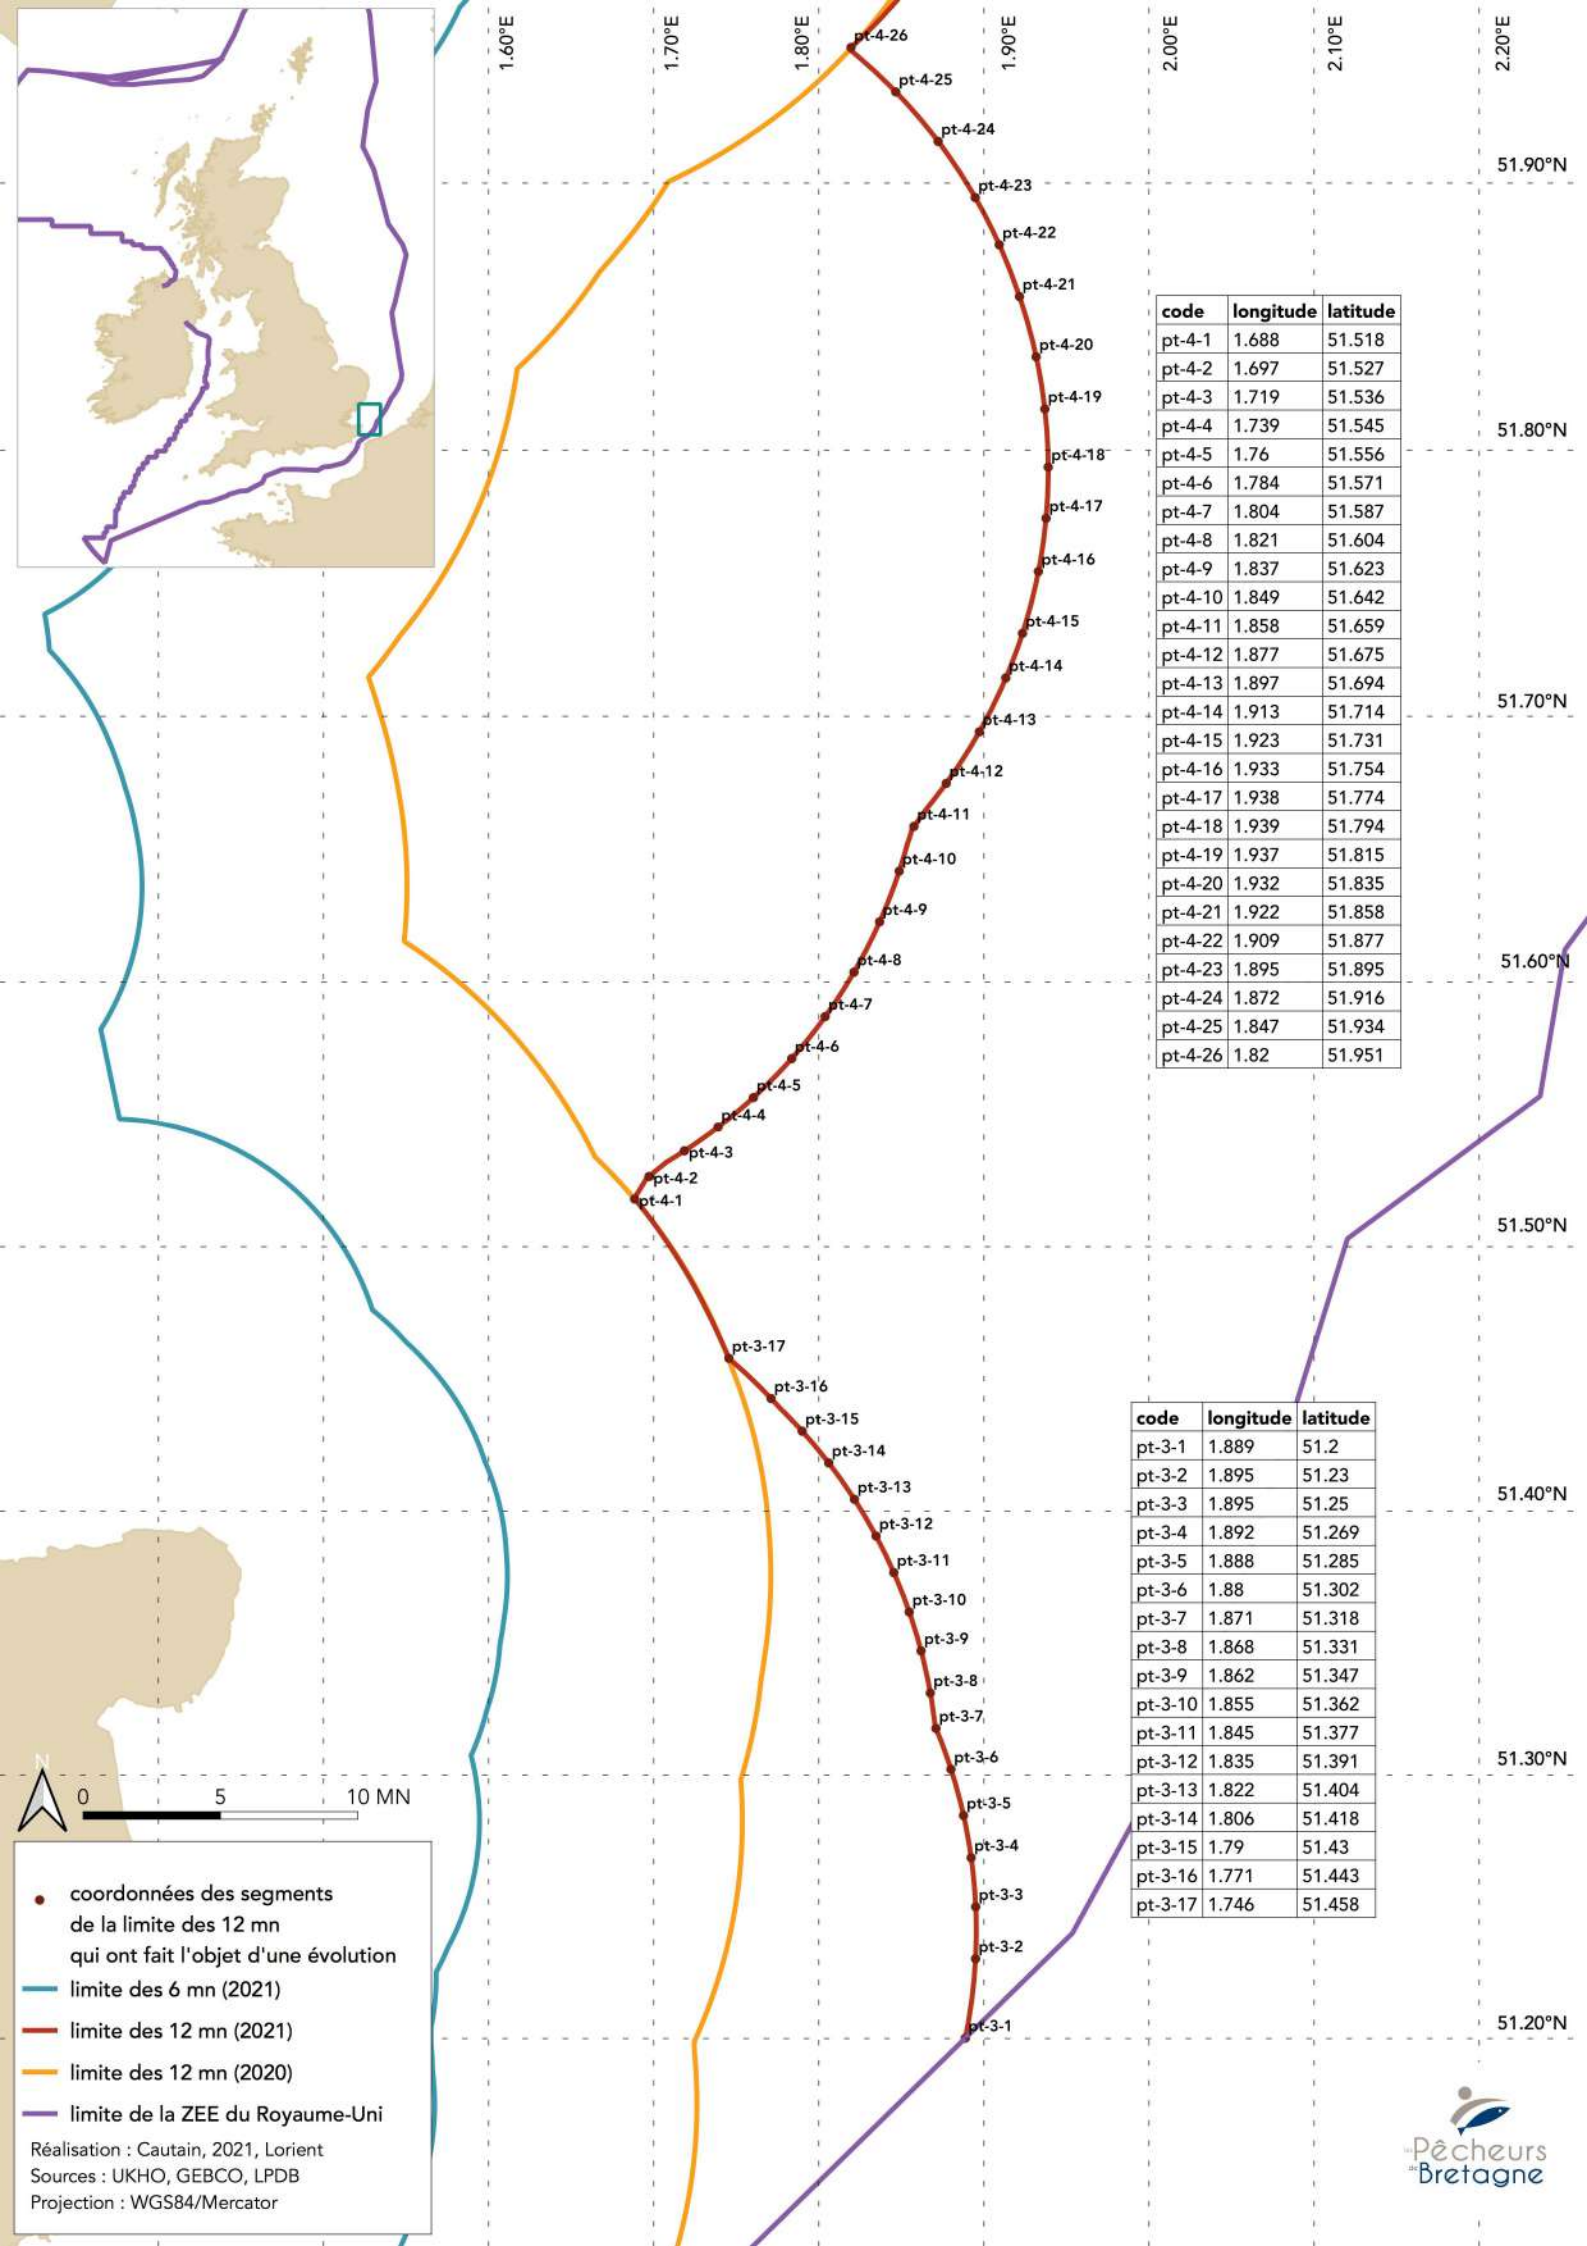 1.60°E
1.70°E
1.80°E
1.90°E
2.00°E
2.10°E
2.20°E
pt-4-26
pt-4-25
pt-4-24
51.90°N
pt-4-23
pt-4-22
pt-4-21
pt-4-20
pt-4-19
51.80°N
pt-4-18
pt-4-17
pt-4-16
pt-4-15
pt-4-14
51.70°N
pt-4-13
pt-4-12
pt-4-11
pt-4-10
pt-4-9
pt-4-8
51.60°N
pt-4-7
pt-4-6
pt-4-5
pt-4-4
pt-4-3
pt-4-2
pt-4-1
51.50°N
code longitude latitude
pt-4-1 1.688 51.518
pt-4-2 1.697 51.527
pt-4-3 1.719 51.536
pt-4-4 1.739 51.545
pt-4-5 1.76 51.556
pt-4-6 1.784 51.571
pt-4-7 1.804 51.587
pt-4-8 1.821 51.604
pt-4-9 1.837 51.623
pt-4-10 1.849 51.642
pt-4-11 1.858 51.659
pt-4-12 1.877 51.675
pt-4-13 1.897 51.694
pt-4-14 1.913 51.714
pt-4-15 1.923 51.731
pt-4-16 1.933 51.754
pt-4-17 1.938 51.774
pt-4-18 1.939 51.794
pt-4-19 1.937 51.815
pt-4-20 1.932 51.835
pt-4-21 1.922 51.858
pt-4-22 1.909 51.877
pt-4-23 1.895 51.895
pt-4-24 1.872 51.916
pt-4-25 1.847 51.934
pt-4-26 1.82 51.951
pt-3-17
pt-3-16
pt-3-15
pt-3-14
pt-3-13
51.40°N
pt-3-12
pt-3-11
pt-3-10
pt-3-9
pt-3-8
pt-3-7
pt-3-6
51.30°N
pt-3-5
pt-3-4
pt-3-3
pt-3-2
pt-3-1
51.20°N
code longitude latitude
pt-3-1 1.889 51.2
pt-3-2 1.895 51.23
pt-3-3 1.895 51.25
pt-3-4 1.892 51.269
pt-3-5 1.888 51.285
pt-3-6 1.88 51.302
pt-3-7 1.871 51.318
pt-3-8 1.868 51.331
pt-3-9 1.862 51.347
pt-3-10 1.855 51.362
pt-3-11 1.845 51.377
pt-3-12 1.835 51.391
pt-3-13 1.822 51.404
pt-3-14 1.806 51.418
pt-3-15 1.79 51.43
pt-3-16 1.771 51.443
pt-3-17 1.746 51.458
N
0 5 10 MN
coordonnées des segments
de la limite des 12 mn
qui ont fait l'objet d'une évolution
limite des 6 mn (2021)
limite des 12 mn (2021)
limite des 12 mn (2020)
limite de la ZEE du Royaume-Uni
Réalisation : Cautain, 2021, Lorient
Sources : UKHO, GEBCO, LPDB
Projection : WGS84/Mercator
Les Pêcheurs
de Bretagne